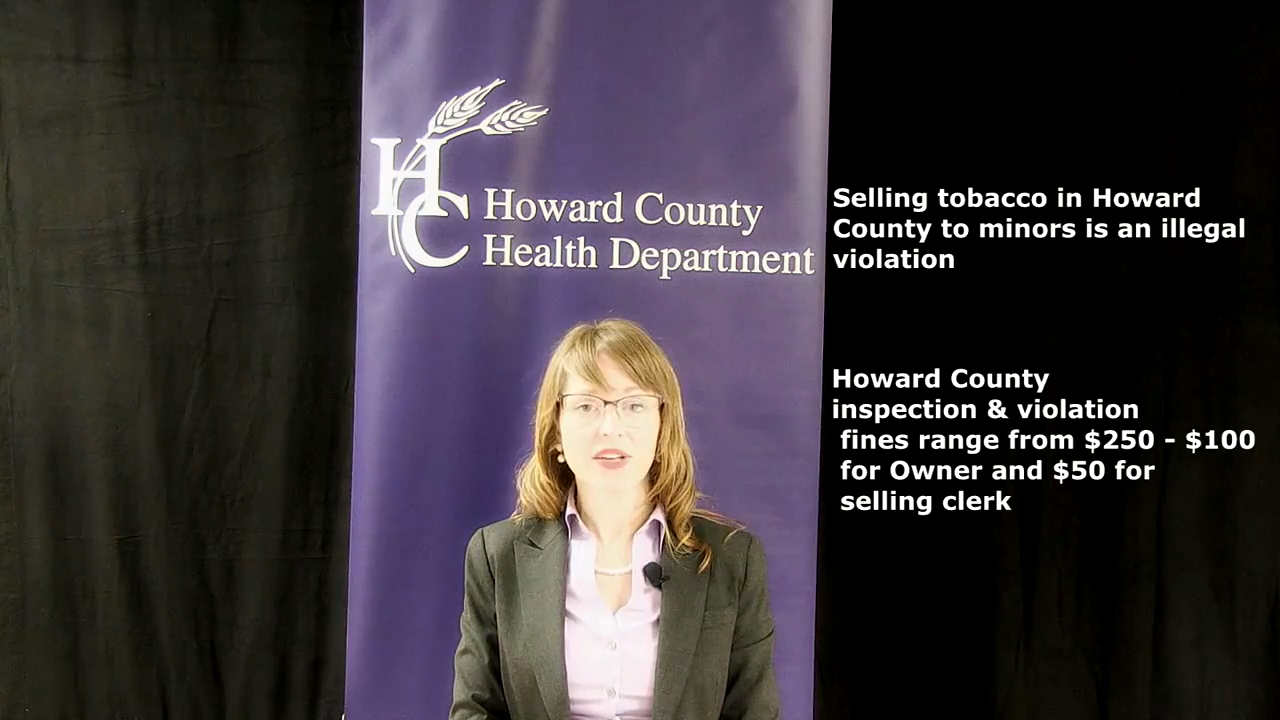 HC
Howard County
Health Department
Selling tobacco in Howard
County to minors is an illegal
violation
Howard County
inspection & violation
fines range from $250 - $100
for Owner and $50 for
selling clerk